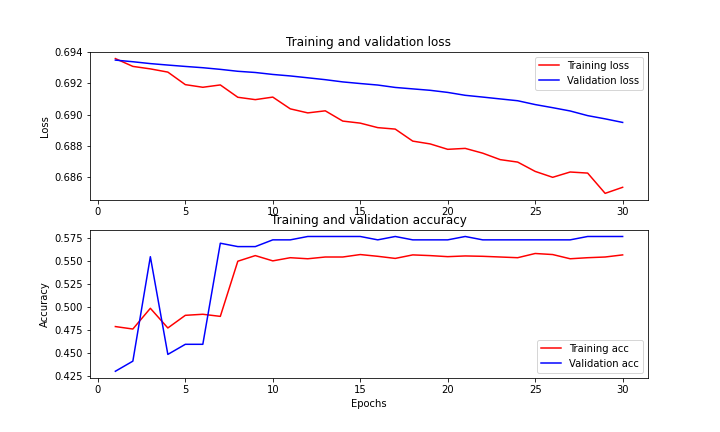 Training and validation loss
0.694
0.692
0.690
0.688
0.686
Loss
Training loss
Validation loss
0 5 10 15 20 25 30
Training and validation accuracy
0.575
0.550
0.525
0.500
0.475
0.450
0.425
Accuracy
Training acc
Validation acc
0 5 10 15 20 25 30
Epochs